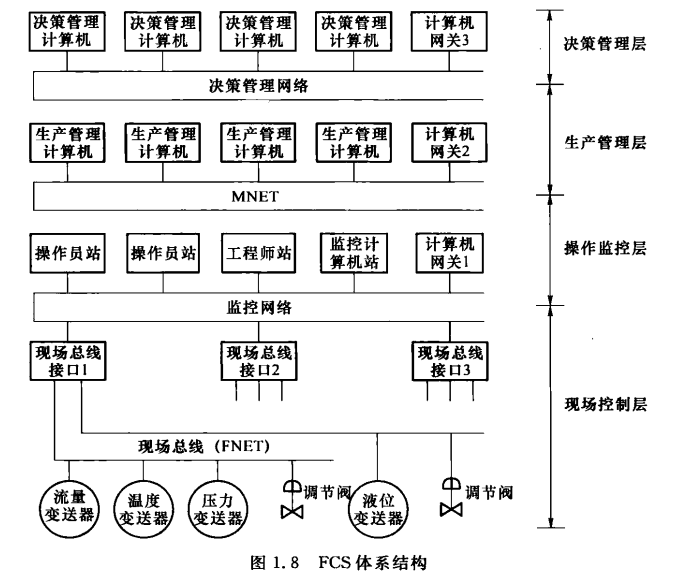 决策管理 决策管理 决策管理 决策管理 计算机
计算机 计算机 计算机 计算机 网关3
决策管理层
决策管理网络
生产管理 生产管理 生产管理 生产管理 计算机
计算机 计算机 计算机 计算机 网关2
生产管理层
MNET
操作员站 操作员站 工程师站 监控计 计算机
算机站 网关1
操作监控层
监控网络
现场总线 现场总线 现场总线
接口1 接口2 接口3
现场控制层
现场总线（FNET）
流量 温度 压力 调节阀 液位 调节阀
变送器 变送器 变送器 变送器
图 1.8 FCS体系结构